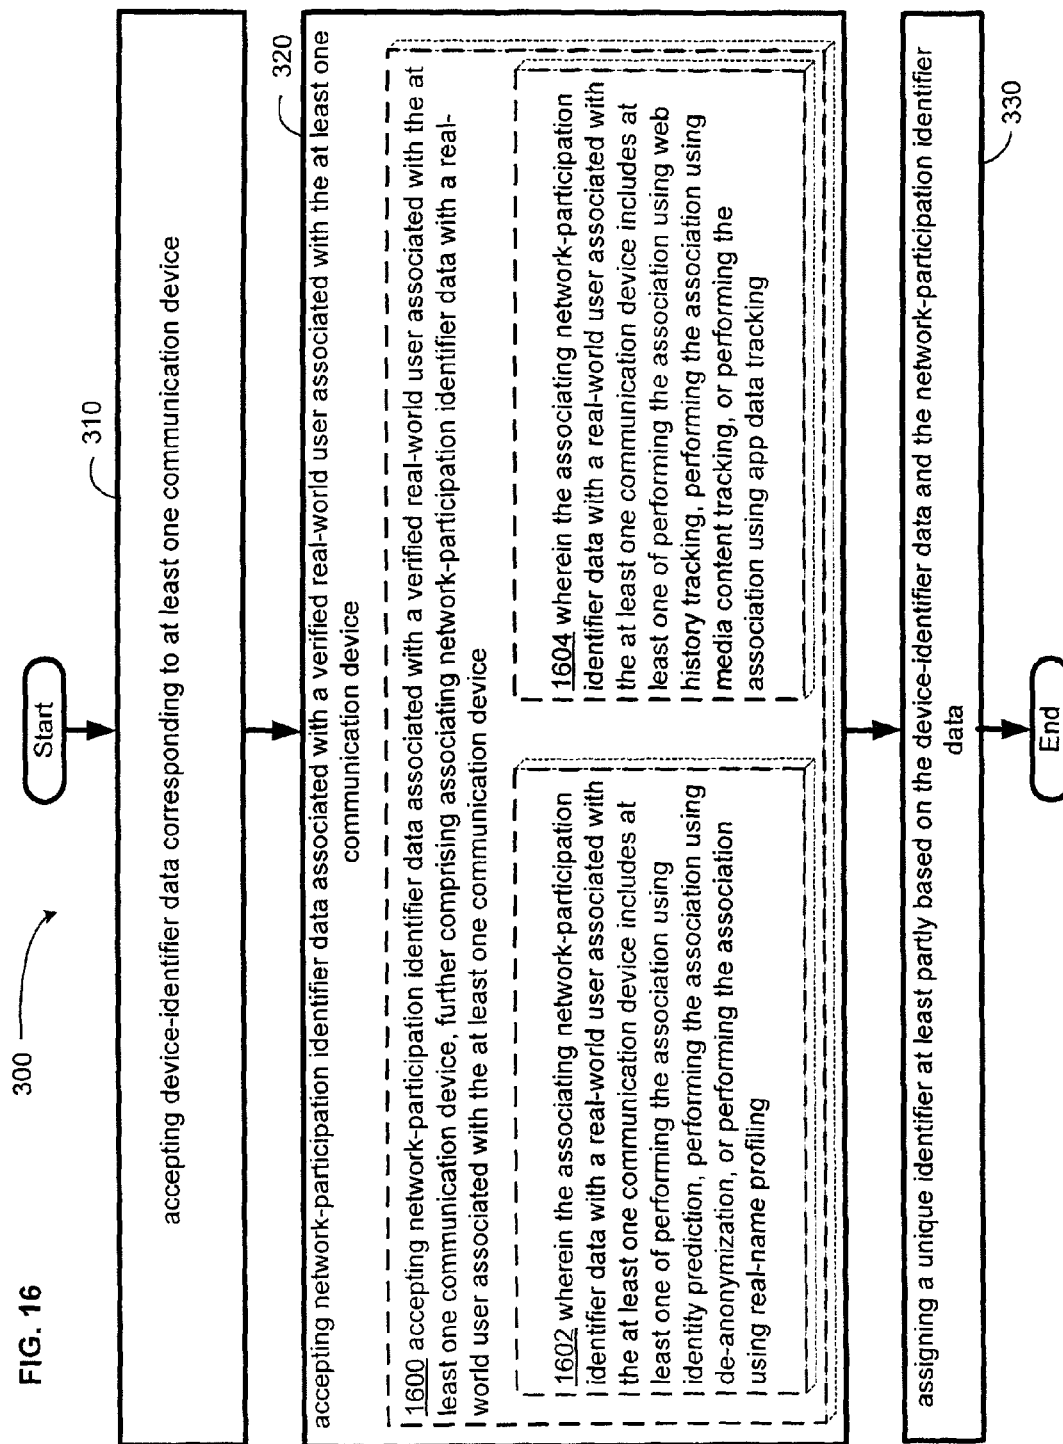 FIG. 16
300
Start
310
accepting device-identifier data corresponding to at least one communication device
320
accepting network-participation identifier data associated with a verified real-world user associated with the at least one
communication device
1600 accepting network-participation identifier data associated with a verified real-world user associated with the at
least one communication device, further comprising associating network-participation identifier data with a real-
world user associated with the at least one communication device
1602 wherein the associating network-participation
identifier data with a real-world user associated with
the at least one communication device includes at
least one of performing the association using
identity prediction, performing the association using
de-anonymization, or performing the association
using real-name profiling
1604 wherein the associating network-participation
identifier data with a real-world user associated with
the at least one communication device includes at
least one of performing the association using web
history tracking, performing the association using
media content tracking, or performing the
association using app data tracking
330
assigning a unique identifier at least partly based on the device-identifier data and the network-participation identifier
data
End